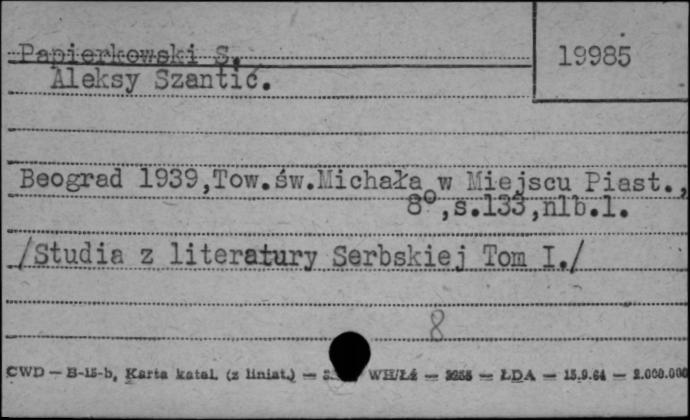 Papierkowski S.
19985
Aleksy Szantić.
Beograd 1939,Tow.św.Michała w Miejscu Piast.,
8°,s.133,nlb.1.
/Studia z literatury Serbskiej Tom I./
8
CWD — B-15-b, Karta katal. (z liniat.) — WH/Łź — — ŁDA — 15.9.64 — 2.000.000